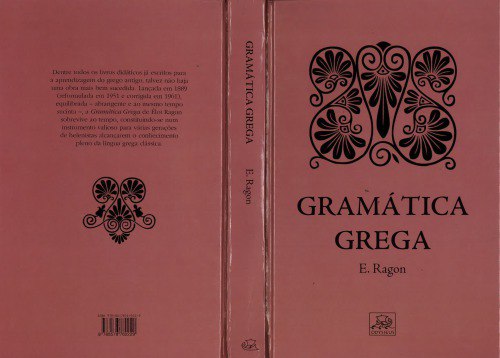 Dentre todos os livros didáticos já escritos para
a aprendizagem do grego antigo, talvez não haja
uma obra mais bem sucedida. Lançada em 1889
(reformulada em 1951 e corrigida em 1961),
equilibrada – abrangente e ao mesmo tempo
sucinta –, a Gramática Grega de Éloi Ragon
sobrevive ao tempo, constituindo-se num
instrumento valioso para várias gerações
de helenistas alcançarem o conhecimento
pleno da língua grega clássica.
GRAMÁTICA GREGA
E. Ragon
GRAMÁTICA
GREGA
E. Ragon
ODYSSEUS